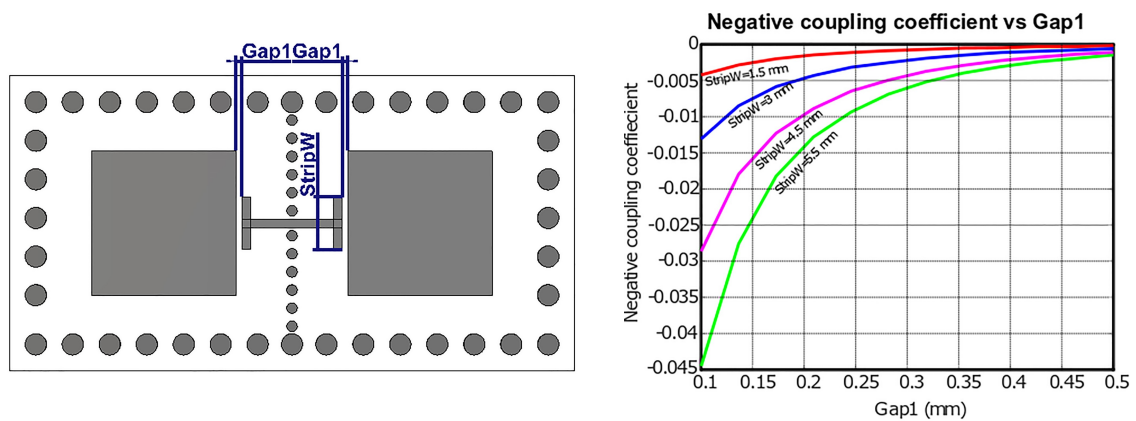 Gap1Gap1
StripW
Negative coupling coefficient vs Gap1
Negative coupling coeffiecient
0
-0.005
-0.01
-0.015
-0.02
-0.025
-0.03
-0.035
-0.04
-0.045
StripW=1.5 mm
StripW=3 mm
StripW=4.5 mm
StripW=5.5 mm
0.1 0.15 0.2 0.25 0.3 0.35 0.4 0.45 0.5
Gap1 (mm)